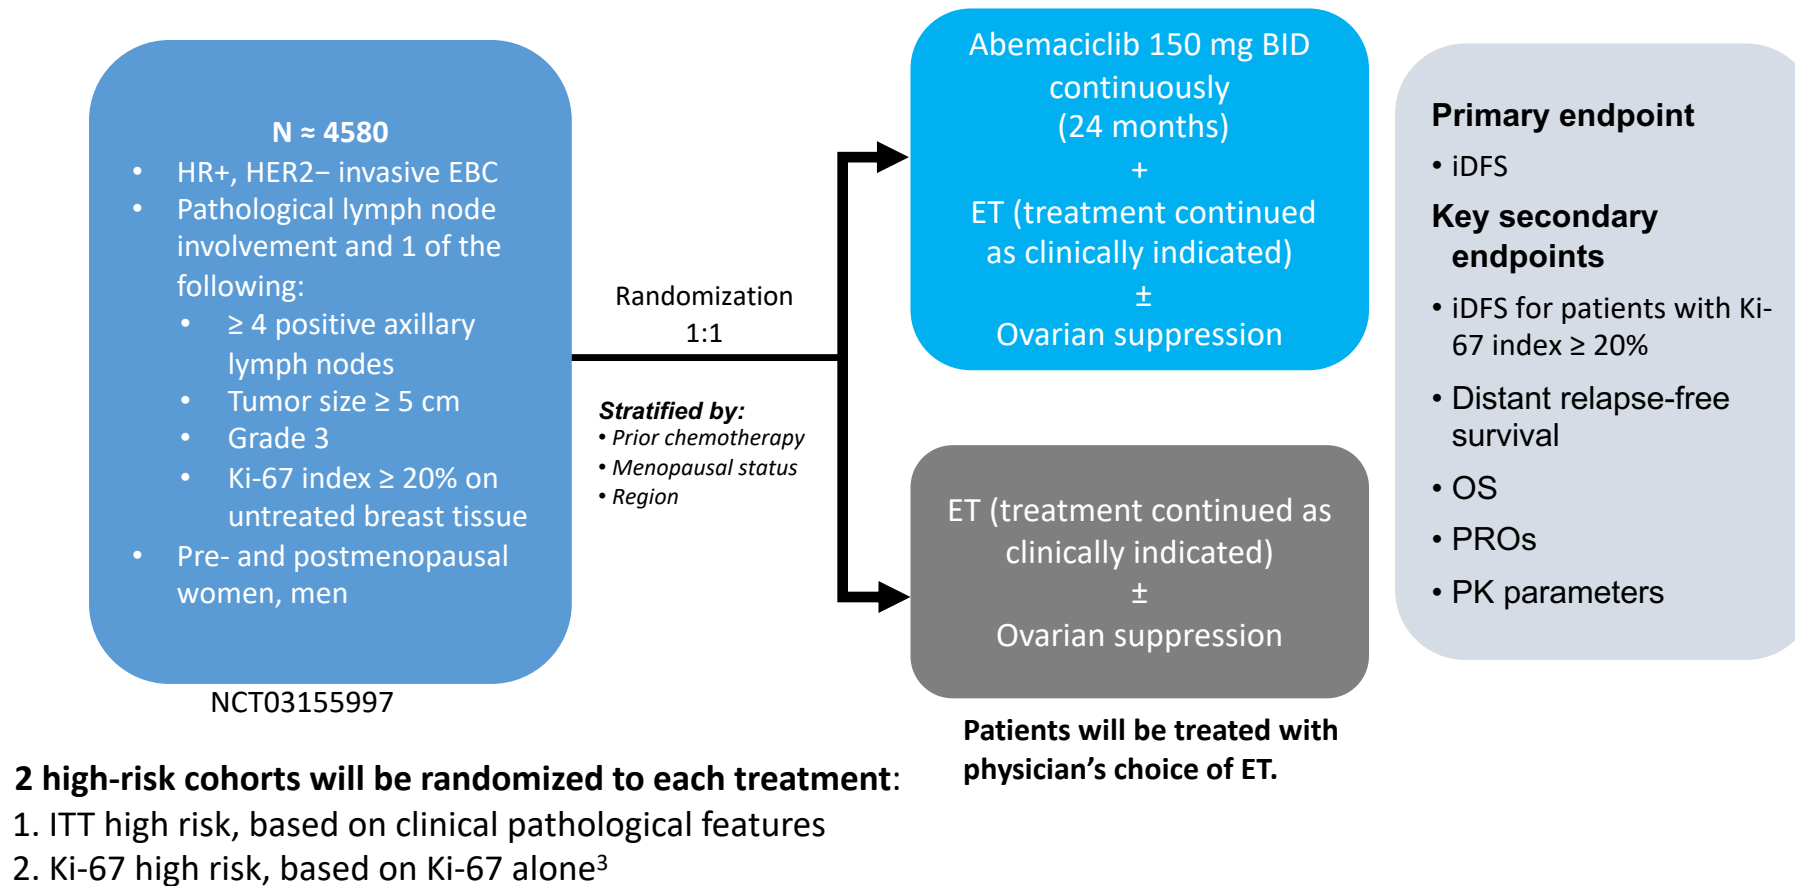 N ≈ 4580
• HR+, HER2− invasive EBC
• Pathological lymph node
involvement and 1 of the
following:
• ≥ 4 positive axillary
lymph nodes
• Tumor size ≥ 5 cm
• Grade 3
• Ki-67 index ≥ 20% on
untreated breast tissue
• Pre- and postmenopausal
women, men
NCT03155997
Randomization
1:1
Stratified by:
• Prior chemotherapy
• Menopausal status
• Region
Abemaciclib 150 mg BID
continuously
(24 months)
+
ET (treatment continued
as clinically indicated)
±
Ovarian suppression
ET (treatment continued as
clinically indicated)
±
Ovarian suppression
Patients will be treated with
physician’s choice of ET.
Primary endpoint
• iDFS
Key secondary
endpoints
• iDFS for patients with Ki-
67 index ≥ 20%
• Distant relapse-free
survival
• OS
• PROs
• PK parameters
2 high-risk cohorts will be randomized to each treatment:
1. ITT high risk, based on clinical pathological features
2. Ki-67 high risk, based on Ki-67 alone³